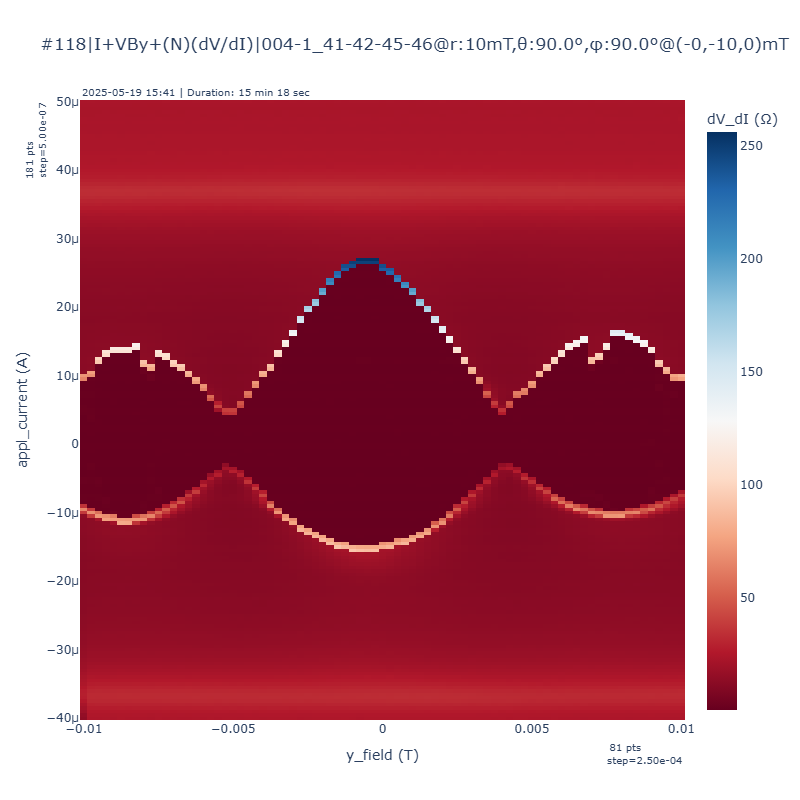 #118|I+VBy+(N)(dV/dI)|004-1_41-42-45-46@r:10mT,θ:90.0°,φ:90.0°@(-0,-10,0)mT
2025-05-19 15:41 | Duration: 15 min 18 sec
181 pts
step=5.00e-07
dV_dI (Ω)
50μ
40μ
30μ
20μ
10μ
0
−10μ
−20μ
−30μ
−40μ
appl_current (A)
250
200
150
100
50
−0.01
−0.005
0
0.005
0.01
y_field (T)
81 pts
step=2.50e-04